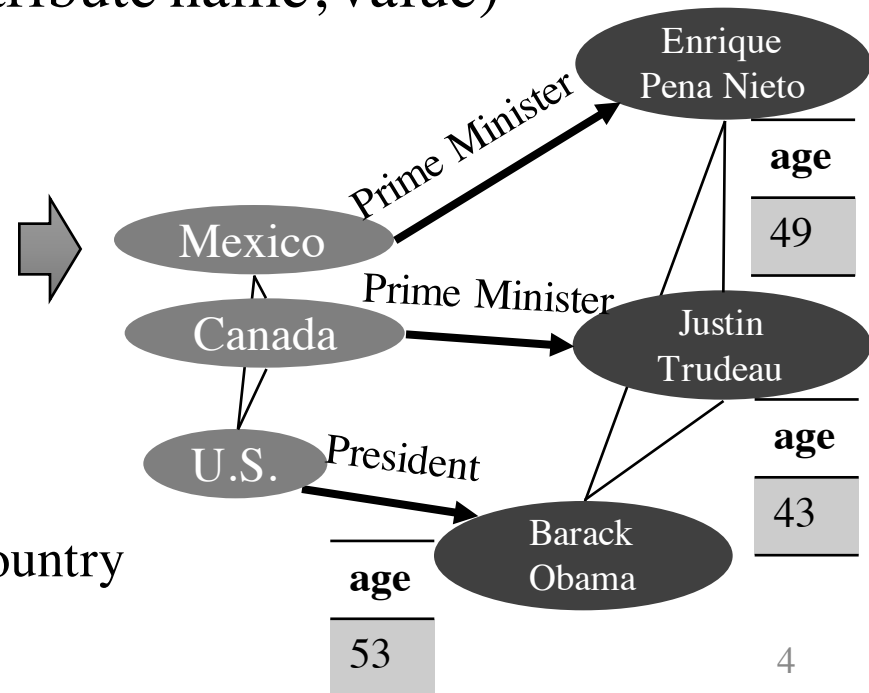 tribute name, value)
Enrique
Pena Nieto
Prime Minister
age
49
Mexico
Prime Minister
Canada
Justin
Trudeau
age
43
U.S.
President
Barack
Obama
ountry
age
53
4